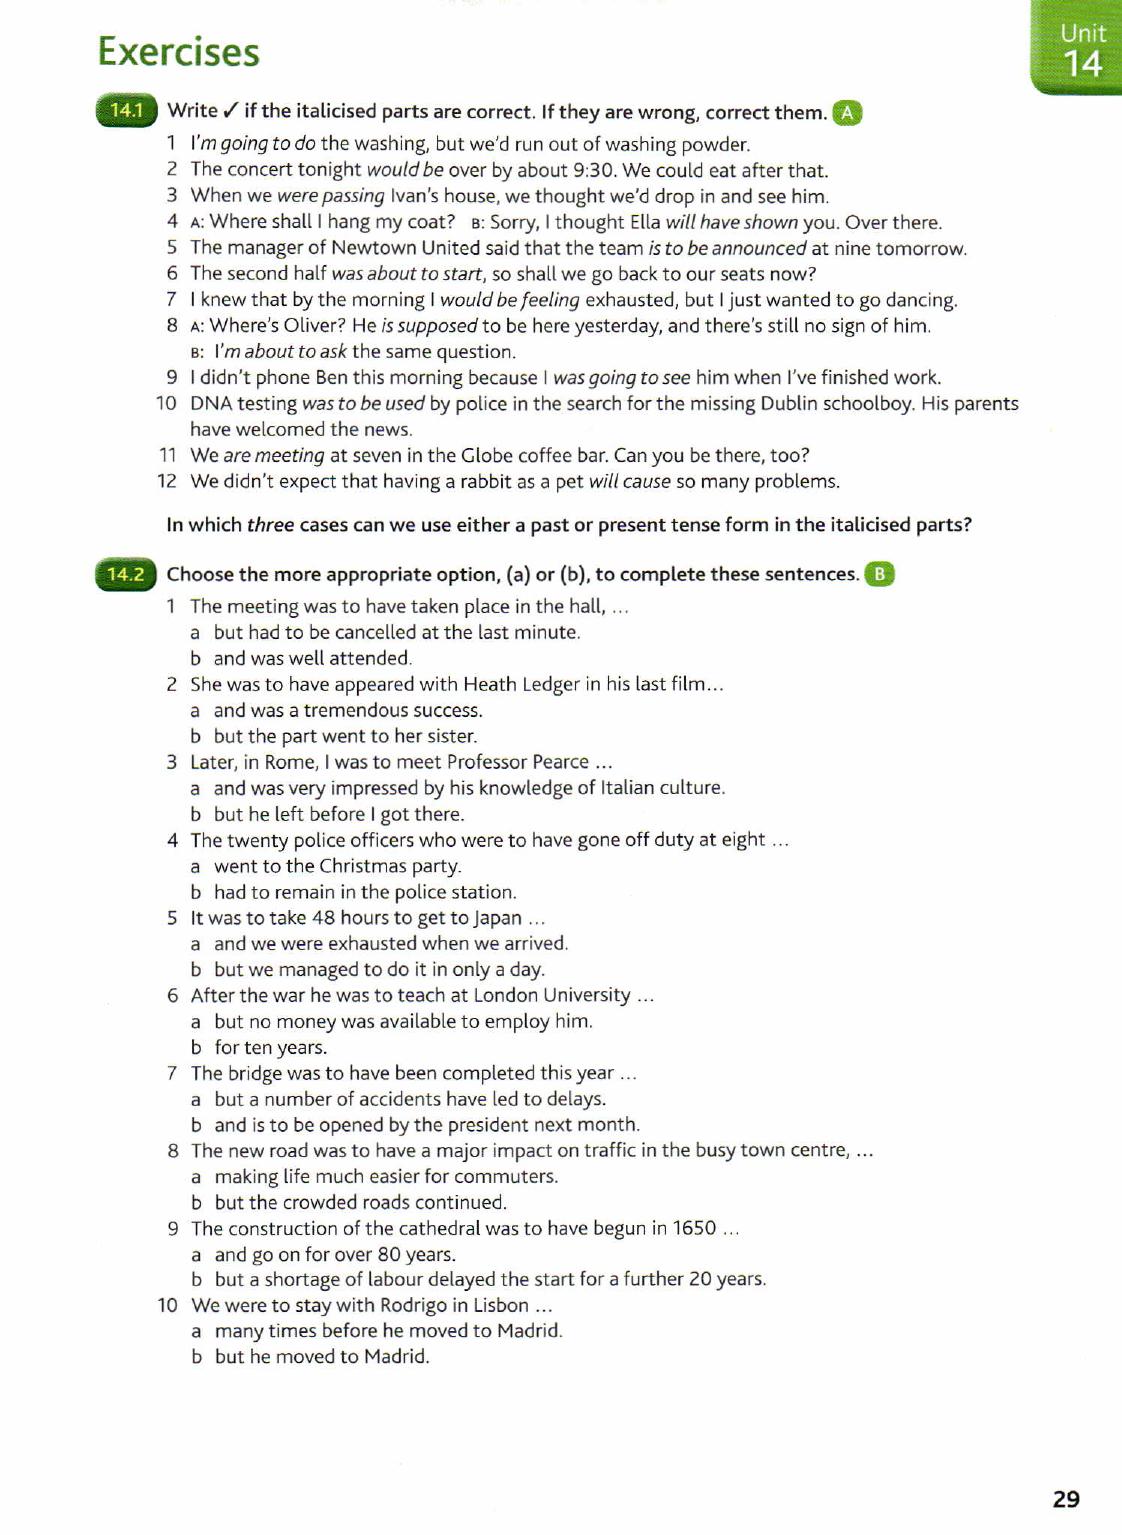 Exercises
Unit
14
14.1 Write ✓ if the italicised parts are correct. If they are wrong, correct them. A
1 I'm going to do the washing, but we'd run out of washing powder.
2 The concert tonight would be over by about 9:30. We could eat after that.
3 When we were passing Ivan's house, we thought we'd drop in and see him.
4 A: Where shall I hang my coat? B: Sorry, I thought Ella will have shown you. Over there.
5 The manager of Newtown United said that the team is to be announced at nine tomorrow.
6 The second half was about to start, so shall we go back to our seats now?
7 I knew that by the morning I would be feeling exhausted, but I just wanted to go dancing.
8 A: Where's Oliver? He is supposed to be here yesterday, and there's still no sign of him.
B: I'm about to ask the same question.
9 I didn't phone Ben this morning because I was going to see him when I've finished work.
10 DNA testing was to be used by police in the search for the missing Dublin schoolboy. His parents
have welcomed the news.
11 We are meeting at seven in the Globe coffee bar. Can you be there, too?
12 We didn't expect that having a rabbit as a pet will cause so many problems.
In which three cases can we use either a past or present tense form in the italicised parts?
14.2 Choose the more appropriate option, (a) or (b), to complete these sentences. B
1 The meeting was to have taken place in the hall, ...
a but had to be cancelled at the last minute.
b and was well attended.
2 She was to have appeared with Heath Ledger in his last film...
a and was a tremendous success.
b but the part went to her sister.
3 Later, in Rome, I was to meet Professor Pearce ...
a and was very impressed by his knowledge of Italian culture.
b but he left before I got there.
4 The twenty police officers who were to have gone off duty at eight ...
a went to the Christmas party.
b had to remain in the police station.
5 It was to take 48 hours to get to Japan ...
a and we were exhausted when we arrived.
b but we managed to do it in only a day.
6 After the war he was to teach at London University ...
a but no money was available to employ him.
b for ten years.
7 The bridge was to have been completed this year ...
a but a number of accidents have led to delays.
b and is to be opened by the president next month.
8 The new road was to have a major impact on traffic in the busy town centre, ...
a making life much easier for commuters.
b but the crowded roads continued.
9 The construction of the cathedral was to have begun in 1650 ...
a and go on for over 80 years.
b but a shortage of labour delayed the start for a further 20 years.
10 We were to stay with Rodrigo in Lisbon ...
a many times before he moved to Madrid.
b but he moved to Madrid.
29